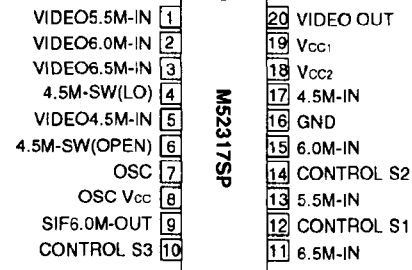 VIDEO5.5M-IN 1
VIDEO6.0M-IN 2
VIDEO6.5M-IN 3
4.5M-SW(LO) 4
VIDEO4.5M-IN 5
4.5M-SW(OPEN) 6
OSC 7
OSC Vcc 8
SIF6.0M-OUT 9
CONTROL S3 10
M52317SP
20 VIDEO OUT
19 Vcc1
18 Vcc2
17 4.5M-IN
16 GND
15 6.0M-IN
14 CONTROL S2
13 5.5M-IN
12 CONTROL S1
11 6.5M-IN